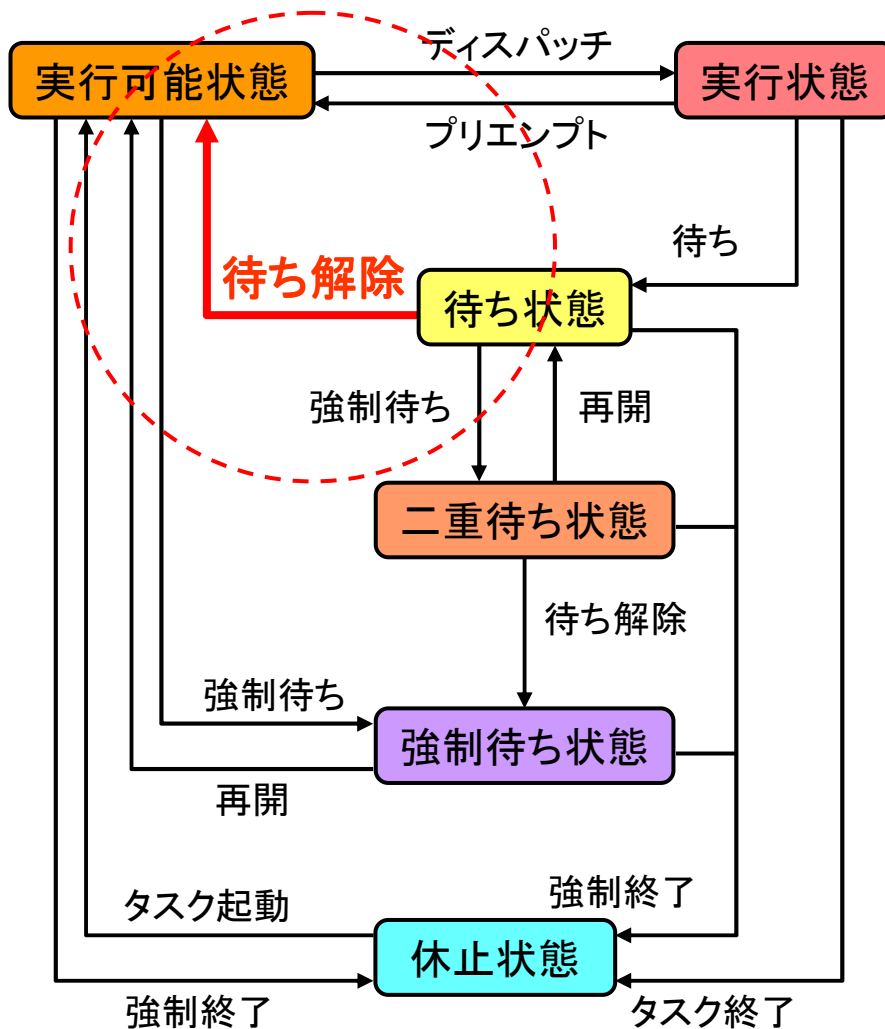 ディスパッチ
実行可能状態
実行状態
プリエンプト
待ち
待ち解除
待ち状態
強制待ち
再開
二重待ち状態
待ち解除
強制待ち
強制待ち状態
再開
タスク起動
強制終了
休止状態
強制終了
タスク終了